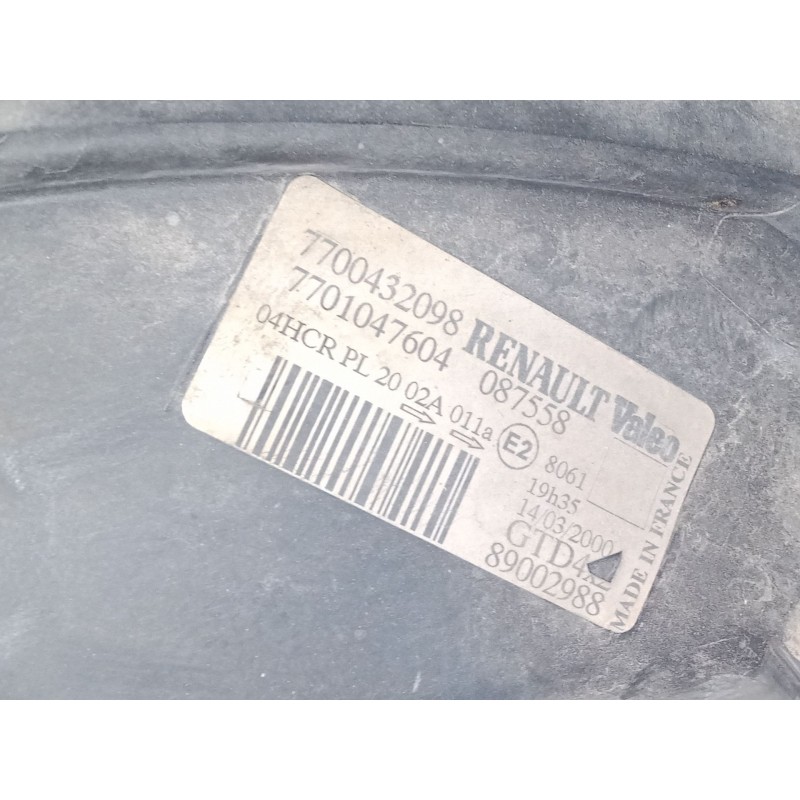 7700432098 RENAULT Valeo
7701047604 087558
04HCR PL 20 02A 011a E2 8061
19h35
14/03/2000
GTD4
89002988
MADE IN FRANCE